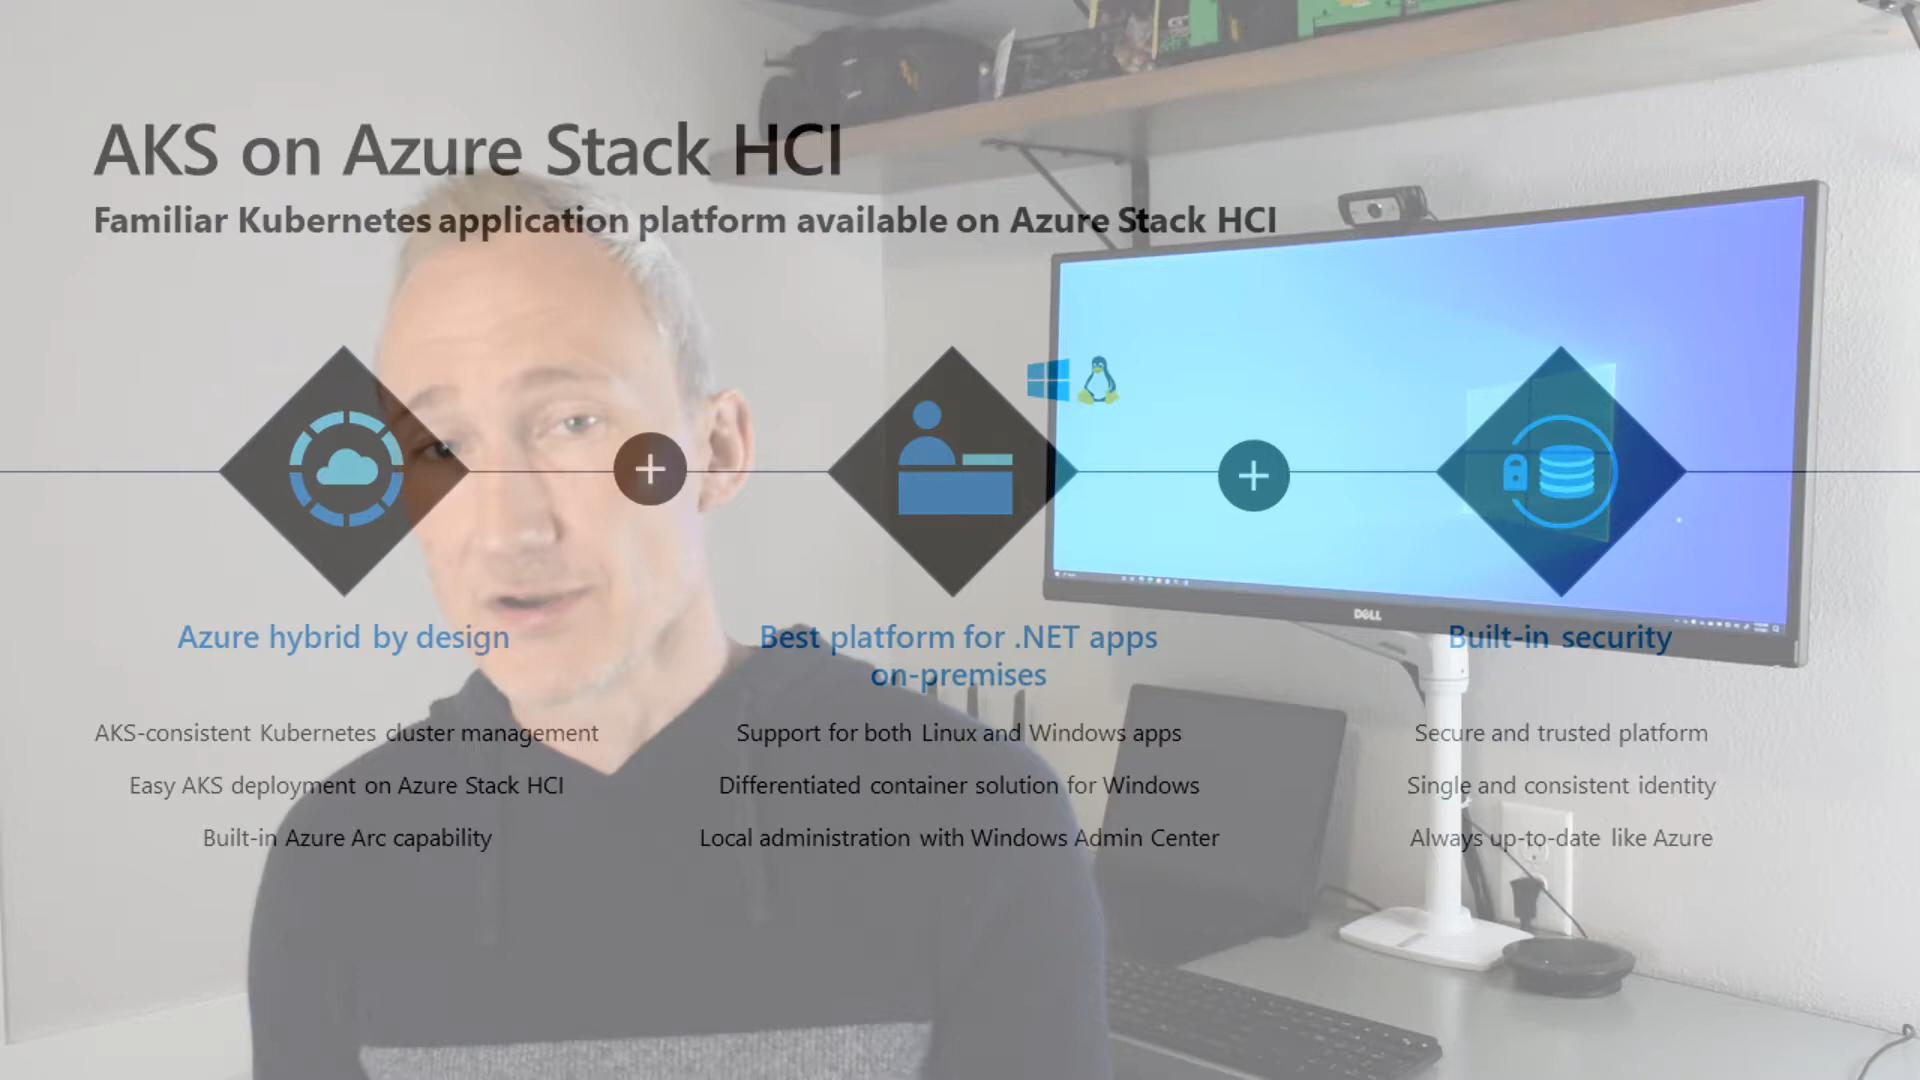 AKS on Azure Stack HCI
Familiar Kubernetes application platform available on Azure Stack HCI
DELL
Azure hybrid by design
Best platform for .NET apps
on-premises
Built-in security
AKS-consistent Kubernetes cluster management
Support for both Linux and Windows apps
Secure and trusted platform
Easy AKS deployment on Azure Stack HCI
Differentiated container solution for Windows
Single and consistent identity
Built-in Azure Arc capability
Local administration with Windows Admin Center
Always up-to-date like Azure